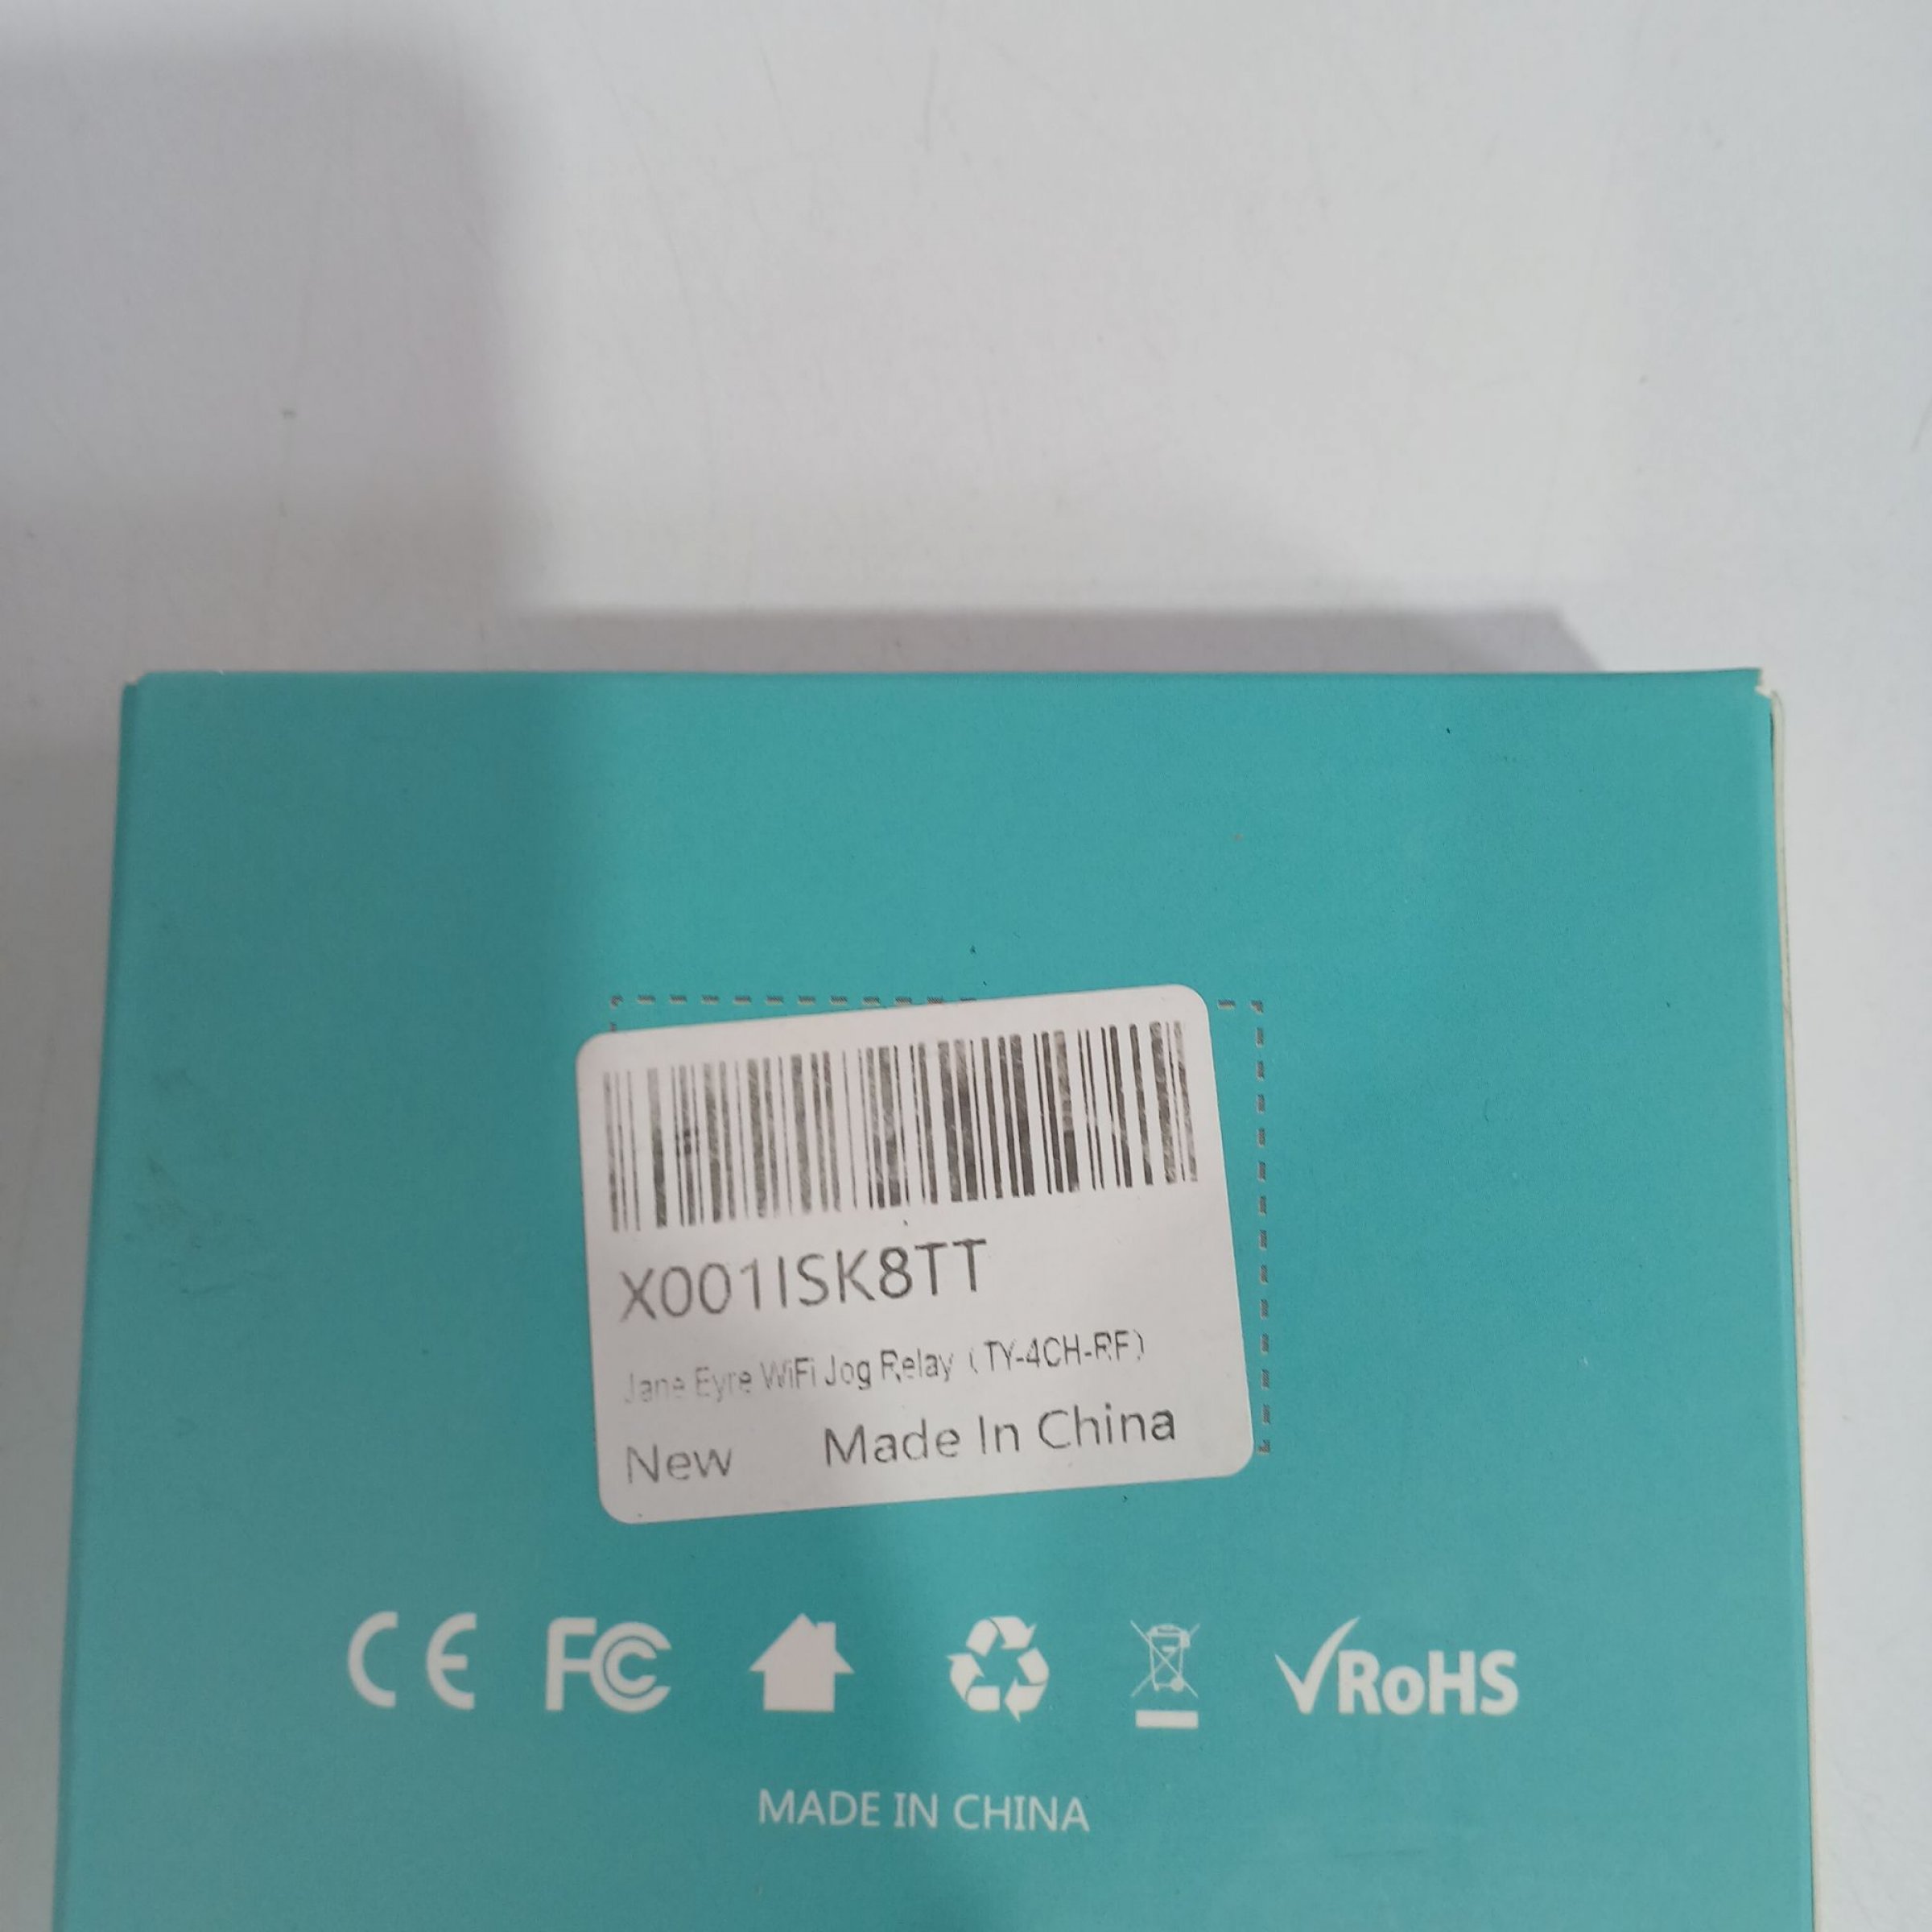 X001ISK8TT
Jane Eyre WiFi Jog Relay (TY-4CH-RF)
New Made In China
CE FC RoHS
MADE IN CHINA